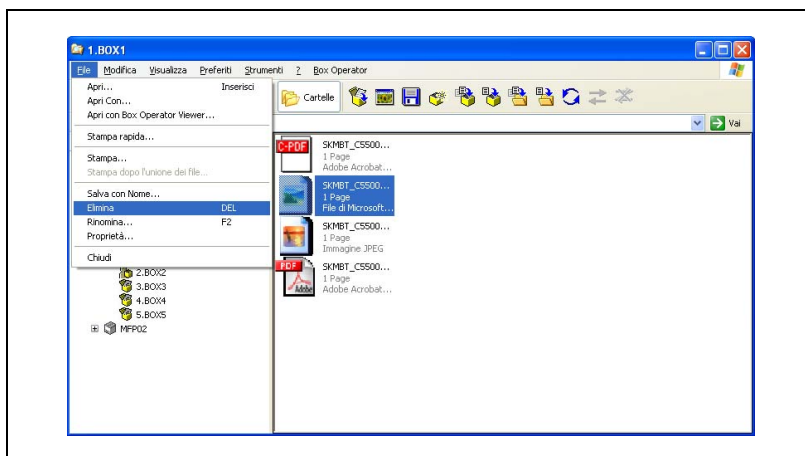 1.BOX1
File Modifica Visualizza Preferiti Strumenti ? Box Operator
Apri... Inserisci
Apri Con...
Apri con Box Operator Viewer...
Stampa rapida...
Stampa...
Stampa dopo l'unione dei file...
Salva con Nome...
Elimina DEL
Rinomina... F2
Proprietà...
Chiudi
Cartelle
Vai
2.BOX2
3.BOX3
4.BOX4
5.BOX5
MFP02
C-PDF
SKMBT_C5500...
1 Page
Adobe Acrobat...
SKMBT_C5500...
1 Page
File di Microsoft...
SKMBT_C5500...
1 Page
Immagine JPEG
PDF
Adobe
SKMBT_C5500...
1 Page
Adobe Acrobat...